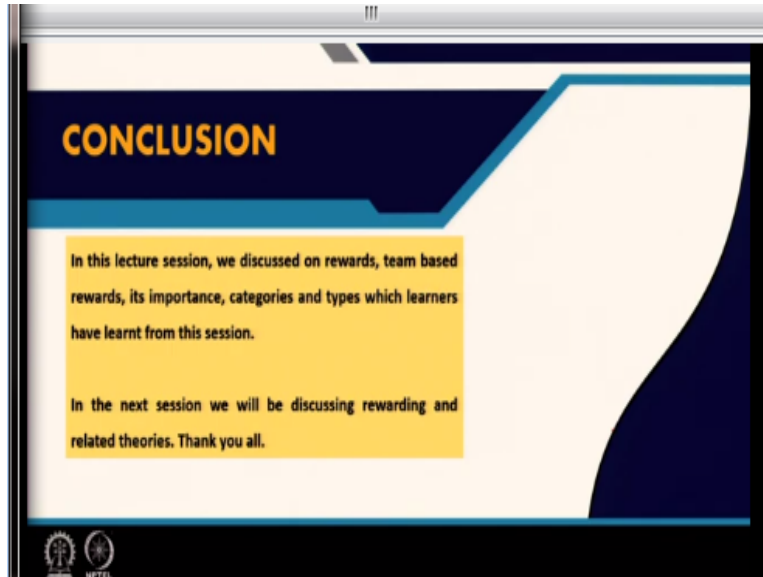 CONCLUSION
In this lecture session, we discussed on rewards, team based
rewards, its importance, categories and types which learners
have learnt from this session.
In the next session we will be discussing rewarding and
related theories. Thank you all.
NPTEL